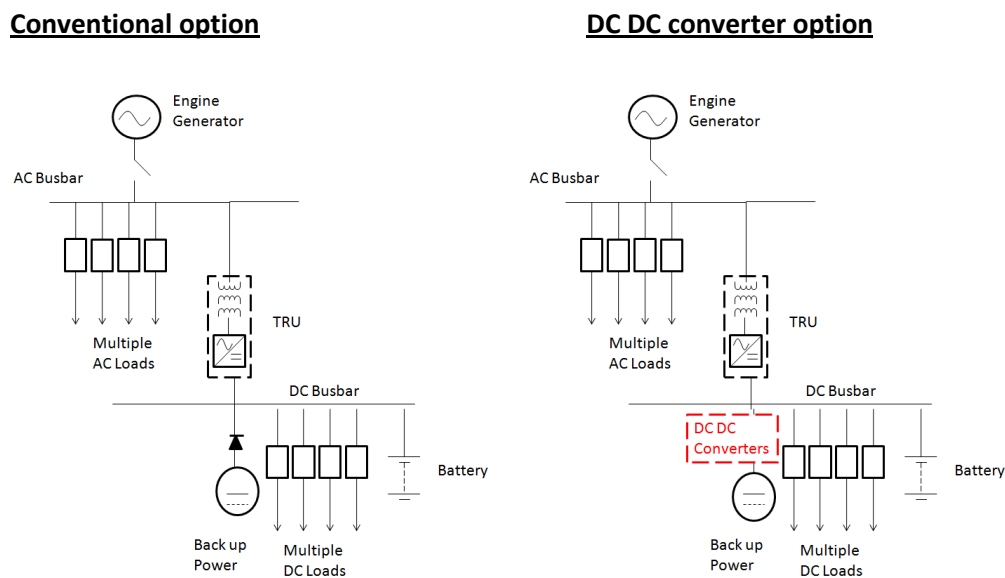 Conventional option
Engine
Generator
AC Busbar
Multiple
AC Loads
TRU
DC Busbar
Battery
Back up
Power
Multiple
DC Loads
DC DC converter option
Engine
Generator
AC Busbar
Multiple
AC Loads
TRU
DC Busbar
DC DC
Converters
Battery
Back up
Power
Multiple
DC Loads